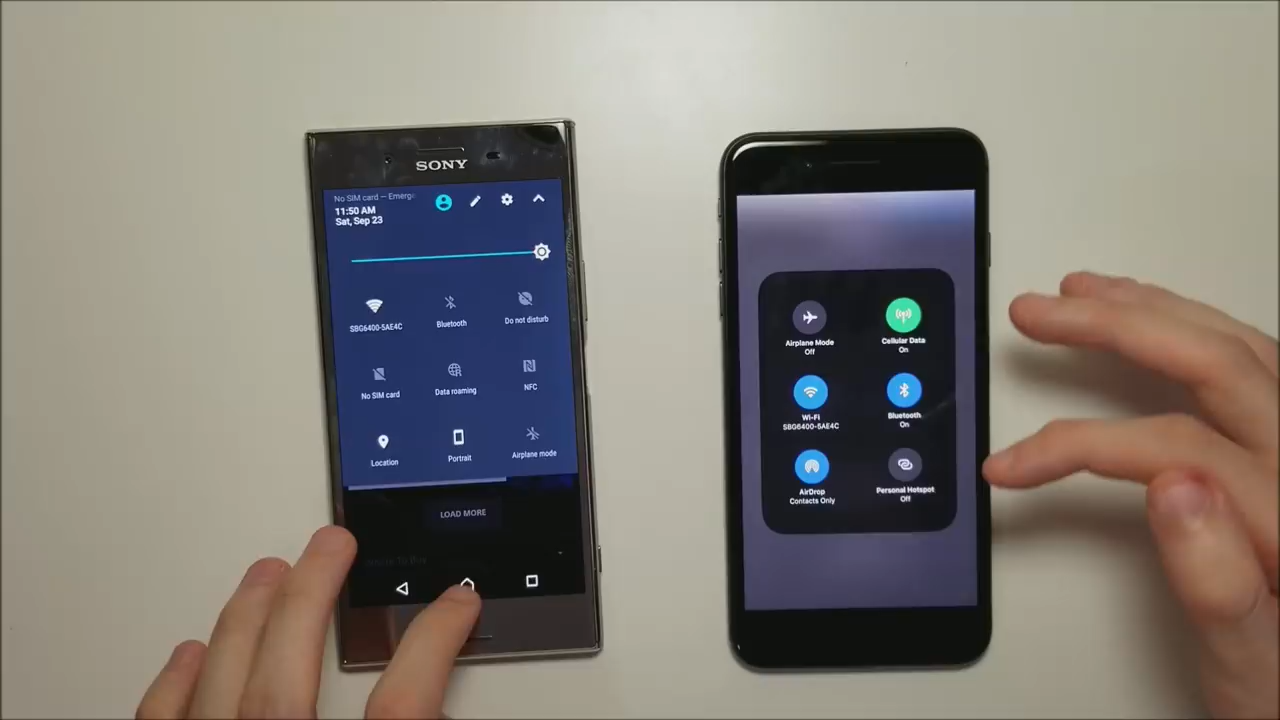 SONY
No SIM card — Emerge
11:50 AM
Sat, Sep 23
SBG6400-5AE4C
Bluetooth
Do not disturb
No SIM card
Data roaming
NFC
Location
Portrait
Airplane mode
LOAD MORE
Airplane Mode
Off
Cellular Data
On
Wi-Fi
SBG6400-5AE4C
Bluetooth
On
AirDrop
Contacts Only
Personal Hotspot
Off